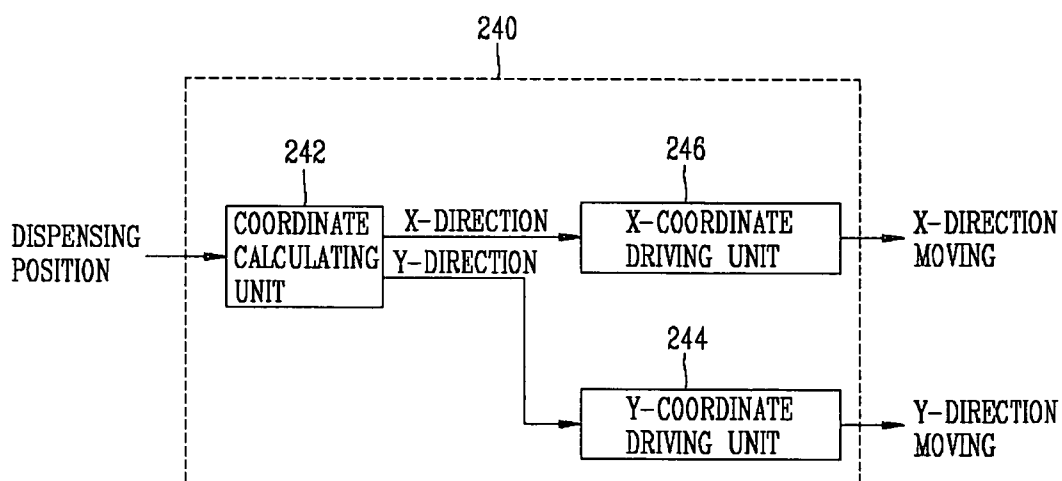 240
242
246
COORDINATE
CALCULATING
UNIT
X-DIRECTION
Y-DIRECTION
X-COORDINATE
DRIVING UNIT
X-DIRECTION
MOVING
DISPENSING
POSITION
244
Y-COORDINATE
DRIVING UNIT
Y-DIRECTION
MOVING